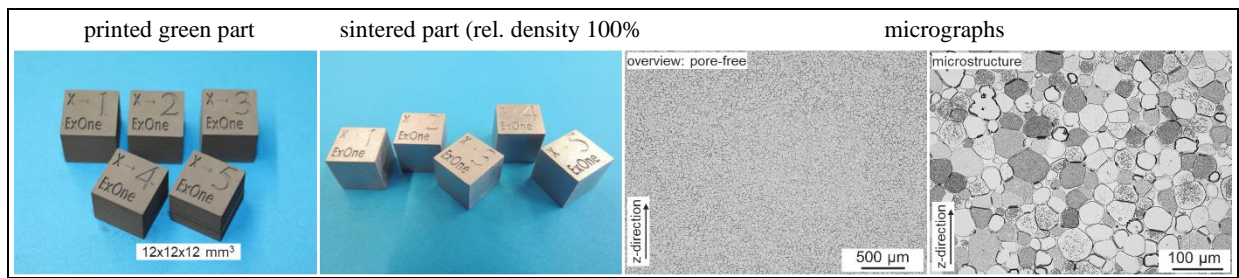 printed green part
sintered part (rel. density 100%
micrographs
X→ 1
ExOne
X→ 2
ExOne
X→ 3
ExOne
X→ 4
ExOne
X→ 5
ExOne
12x12x12 mm³
X 1
ExOne
X 2
ExOne
X 3
ExOne
X 4
ExOne
X 5
ExOne
overview: pore-free
z-direction
500 µm
microstructure
z-direction
100 µm